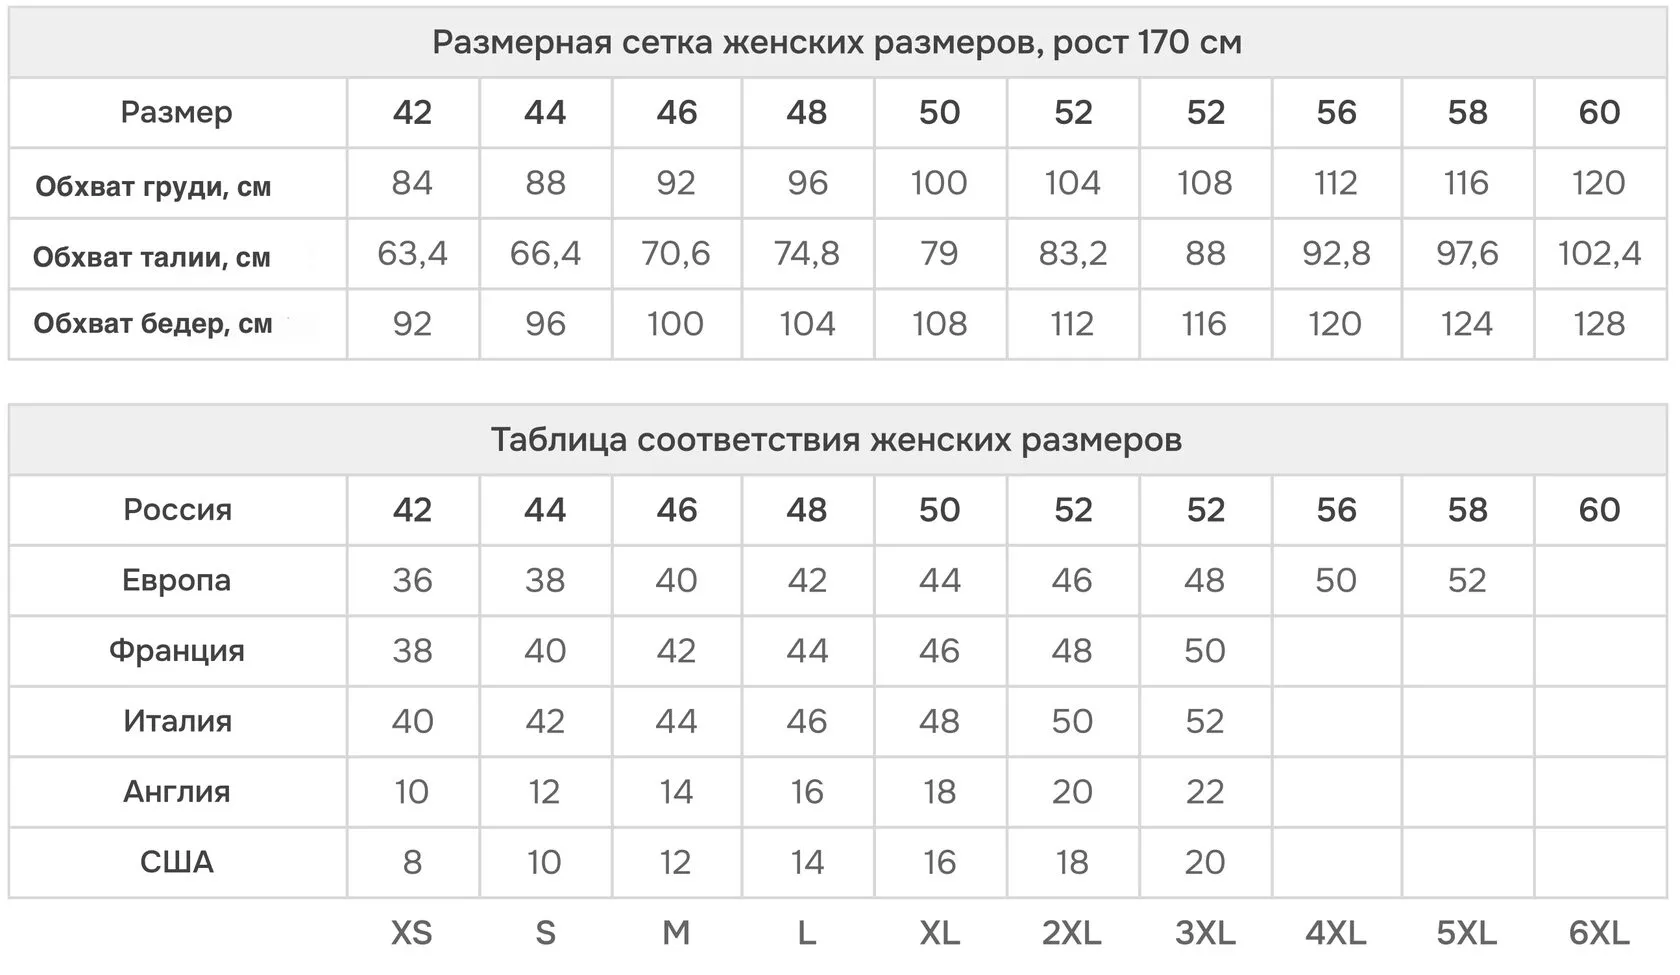 Размерная сетка женских размеров, рост 170 см
Размер 42 44 46 48 50 52 52 56 58 60
Обхват груди, см 84 88 92 96 100 104 108 112 116 120
Обхват талии, см 63,4 66,4 70,6 74,8 79 83,2 88 92,8 97,6 102,4
Обхват бедер, см 92 96 100 104 108 112 116 120 124 128
Таблица соответствия женских размеров
Россия 42 44 46 48 50 52 52 56 58 60
Европа 36 38 40 42 44 46 48 50 52
Франция 38 40 42 44 46 48 50
Италия 40 42 44 46 48 50 52
Англия 10 12 14 16 18 20 22
США 8 10 12 14 16 18 20
XS S M L XL 2XL 3XL 4XL 5XL 6XL